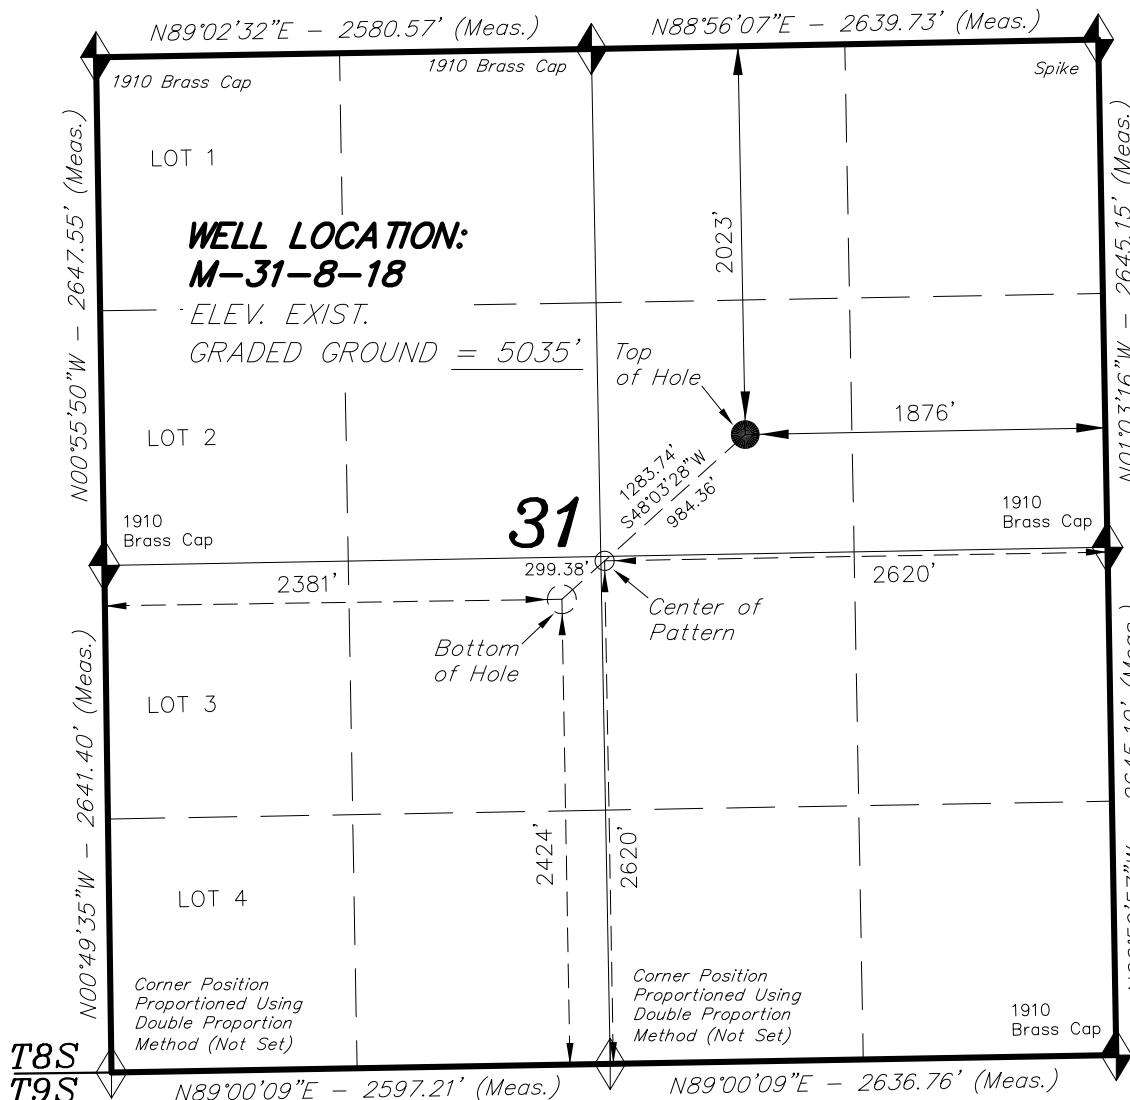 N89°02'32"E - 2580.57' (Meas.)
N88°56'07"E - 2639.73' (Meas.)
1910 Brass Cap
1910 Brass Cap
Spike
N00°55'50"W - 2647.55' (Meas.)
LOT 1
2023'
N01°03'16"W - 2645.15' (Meas.)
WELL LOCATION:
M-31-8-18
ELEV. EXIST.
GRADED GROUND = 5035'
Top
of Hole
1876'
LOT 2
1283.74'
S48°03'28"W
984.36'
31
1910
Brass Cap
1910
Brass Cap
299.38'
2381'
2620'
Center of
Pattern
Bottom
of Hole
N00°49'35"W - 2641.40' (Meas.)
LOT 3
2424'
2620'
LOT 4
Corner Position
Proportioned Using
Double Proportion
Method (Not Set)
Corner Position
Proportioned Using
Double Proportion
Method (Not Set)
1910
Brass Cap
T8S
T9S
N89°00'09"E - 2597.21' (Meas.)
N89°00'09"E - 2636.76' (Meas.)